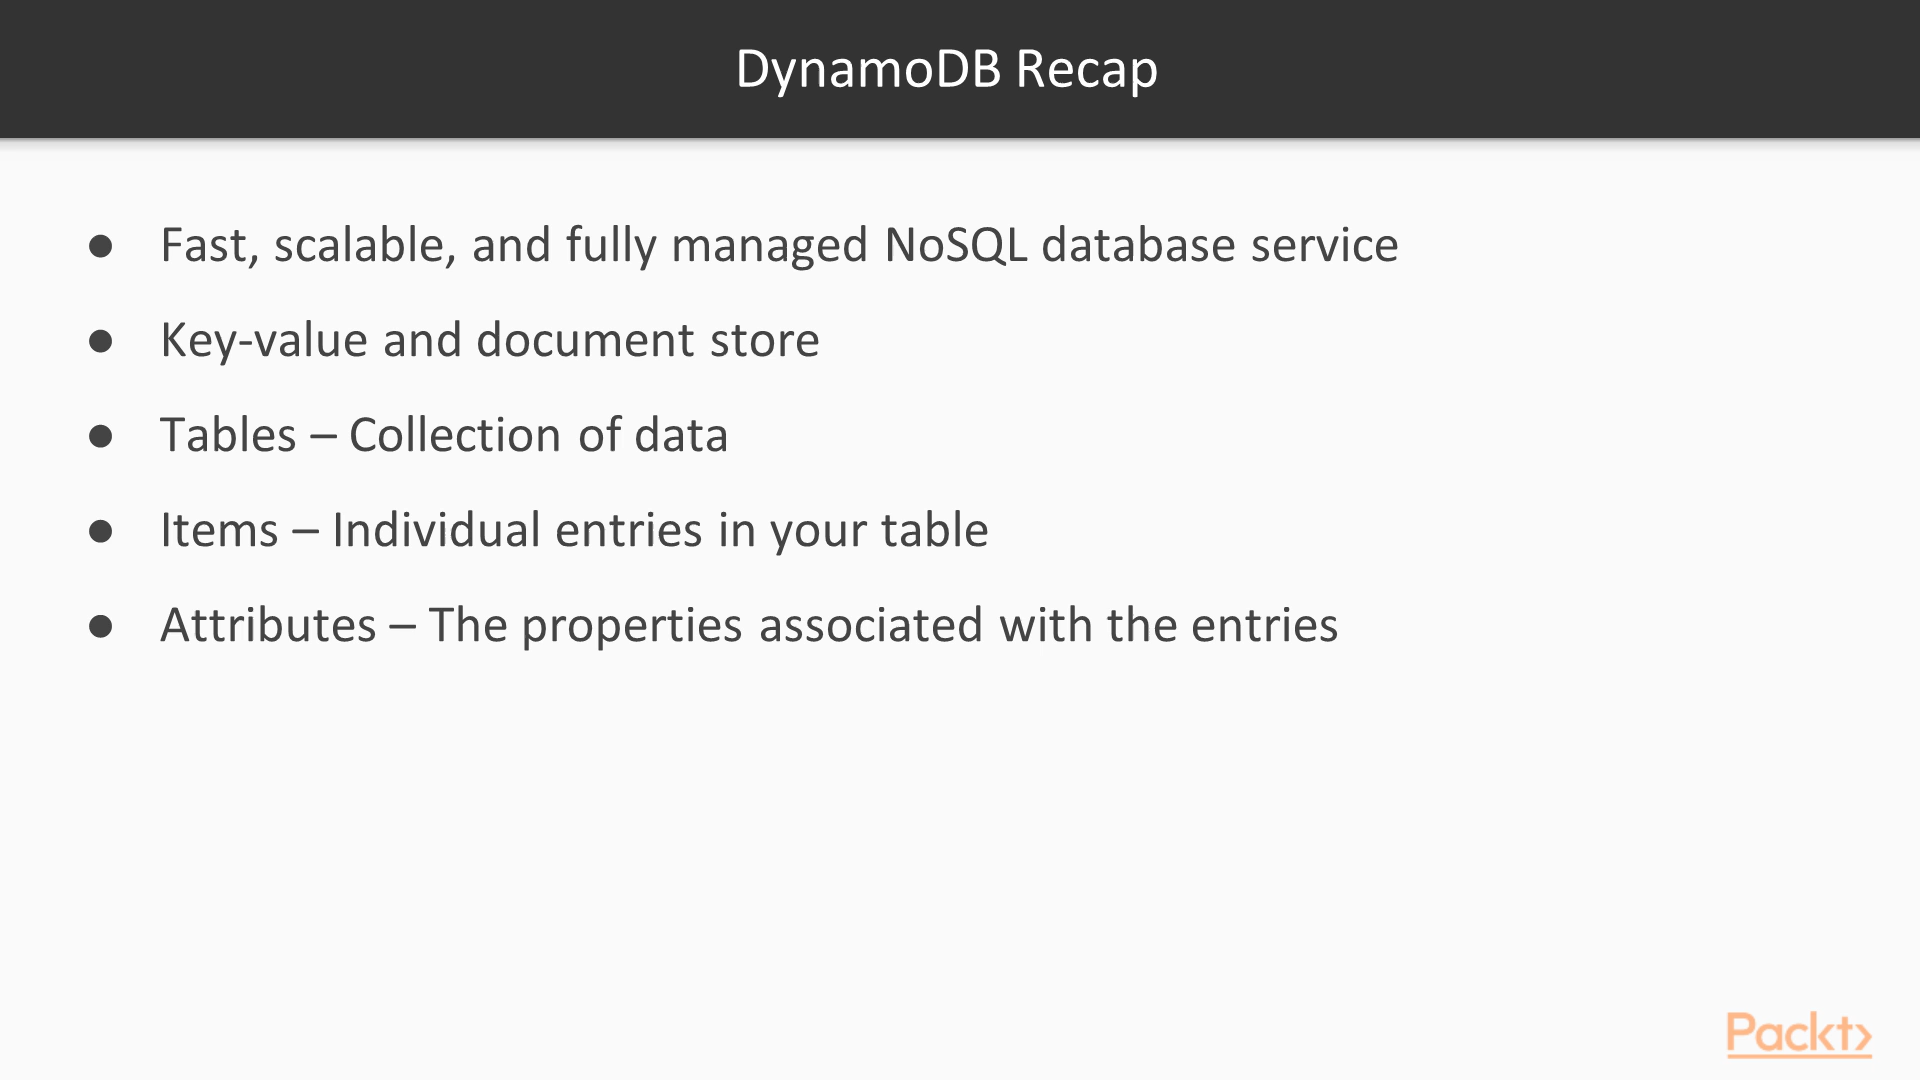 DynamoDB Recap
● Fast, scalable, and fully managed NoSQL database service
● Key-value and document store
● Tables – Collection of data
● Items – Individual entries in your table
● Attributes – The properties associated with the entries
Packt>